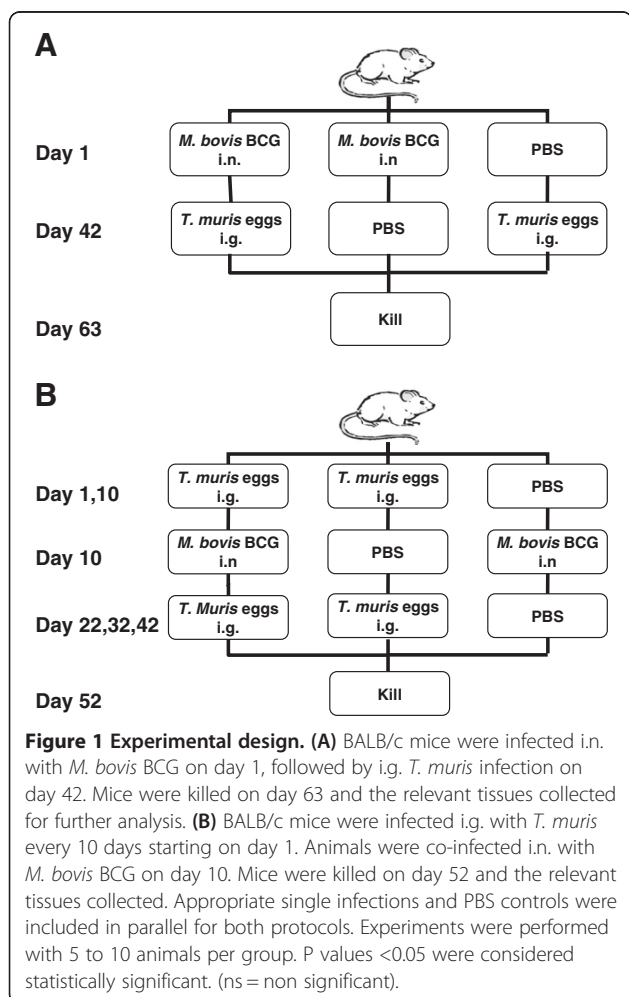 A
Day 1
M. bovis BCG
i.n.
M. bovis BCG
i.n
PBS
Day 42
T. muris eggs
i.g.
PBS
T. muris eggs
i.g.
Day 63
Kill
B
Day 1,10
T. muris eggs
i.g.
T. muris eggs
i.g.
PBS
Day 10
M. bovis BCG
i.n
PBS
M. bovis BCG
i.n
Day 22,32,42
T. Muris eggs
i.g.
T. muris eggs
i.g.
PBS
Day 52
Kill
Figure 1 Experimental design. (A) BALB/c mice were infected i.n.
with M. bovis BCG on day 1, followed by i.g. T. muris infection on
day 42. Mice were killed on day 63 and the relevant tissues collected
for further analysis. (B) BALB/c mice were infected i.g. with T. muris
every 10 days starting on day 1. Animals were co-infected i.n. with
M. bovis BCG on day 10. Mice were killed on day 52 and the relevant
tissues collected. Appropriate single infections and PBS controls were
included in parallel for both protocols. Experiments were performed
with 5 to 10 animals per group. P values <0.05 were considered
statistically significant. (ns = non significant).